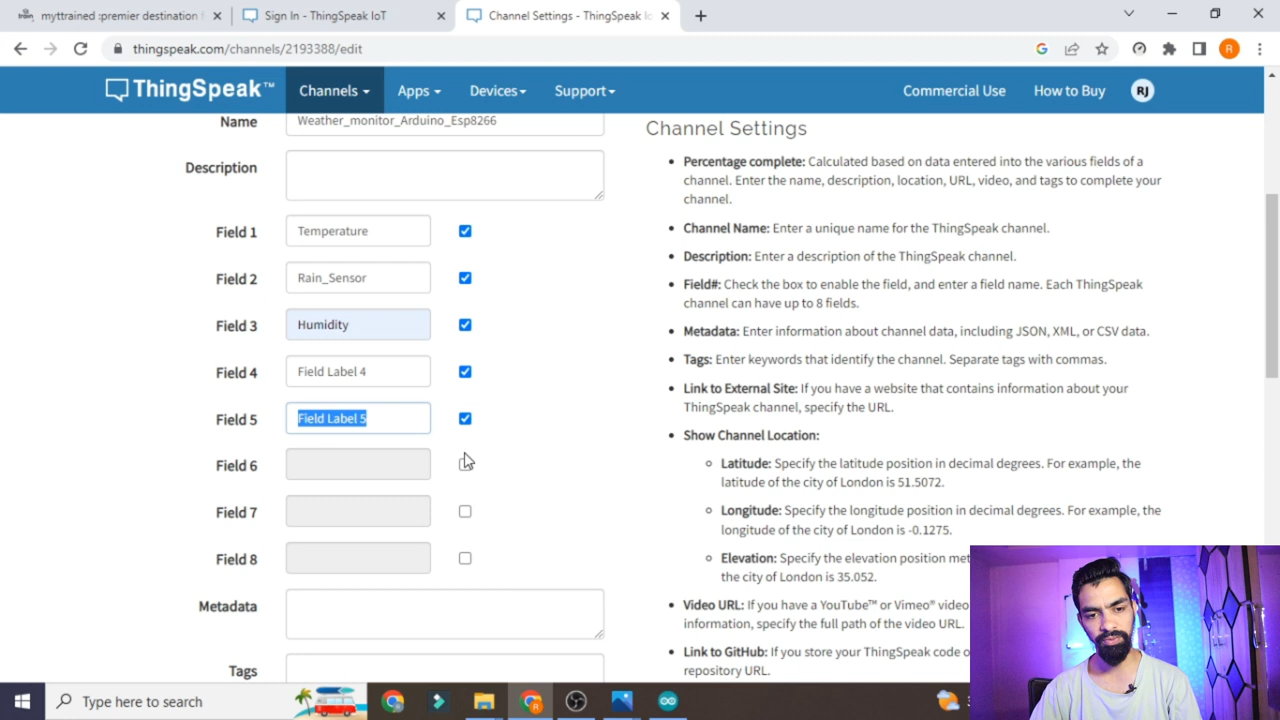 myttrained :premier destination f
Sign In - ThingSpeak IoT
Channel Settings - ThingSpeak Io
thingspeak.com/channels/2193388/edit
R
ThingSpeak™
Channels
Apps
Devices
Support
Commercial Use
How to Buy
RJ
Name
Weather_monitor_Arduino_Esp8266
Description
Field 1
Temperature
Field 2
Rain_Sensor
Field 3
Humidity
Field 4
Field Label 4
Field 5
Field Label 5
Field 6
Field 7
Field 8
Metadata
Tags
Channel Settings
Percentage complete: Calculated based on data entered into the various fields of a
channel. Enter the name, description, location, URL, video, and tags to complete your
channel.
Channel Name: Enter a unique name for the ThingSpeak channel.
Description: Enter a description of the ThingSpeak channel.
Field#: Check the box to enable the field, and enter a field name. Each ThingSpeak
channel can have up to 8 fields.
Metadata: Enter information about channel data, including JSON, XML, or CSV data.
Tags: Enter keywords that identify the channel. Separate tags with commas.
Link to External Site: If you have a website that contains information about your
ThingSpeak channel, specify the URL.
Show Channel Location:
Latitude: Specify the latitude position in decimal degrees. For example, the
latitude of the city of London is 51.5072.
Longitude: Specify the longitude position in decimal degrees. For example, the
longitude of the city of London is -0.1275.
Elevation: Specify the elevation position met
the city of London is 35.052.
Video URL: If you have a YouTube™ or Vimeo® video
information, specify the full path of the video URL.
Link to GitHub: If you store your ThingSpeak code o
repository URL.
Type here to search
R